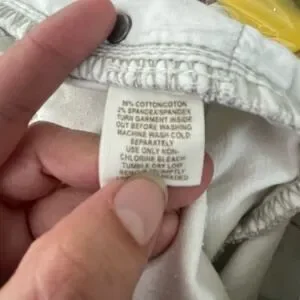 98% COTTON/COTON
2% SPANDEX/SPANDEX
TURN GARMENT INSIDE
OUT BEFORE WASHING
MACHINE WASH COLD
SEPARATELY
USE ONLY NON-
CHLORINE BLEACH
TUMBLE DRY LOW